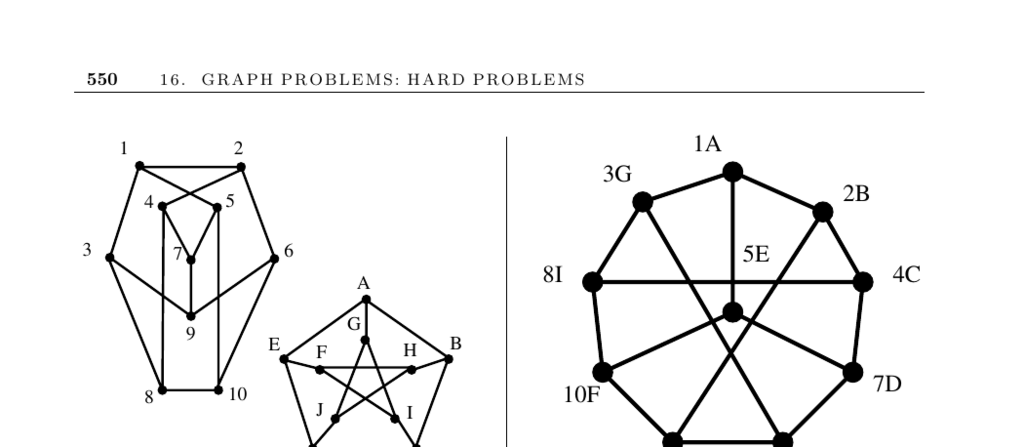 550 16. GRAPH PROBLEMS: HARD PROBLEMS
1 2
4 5
3 7 6
9
8 10
A
G
E F H B
J I
1A
3G
2B
5E
8I 4C
10F 7D